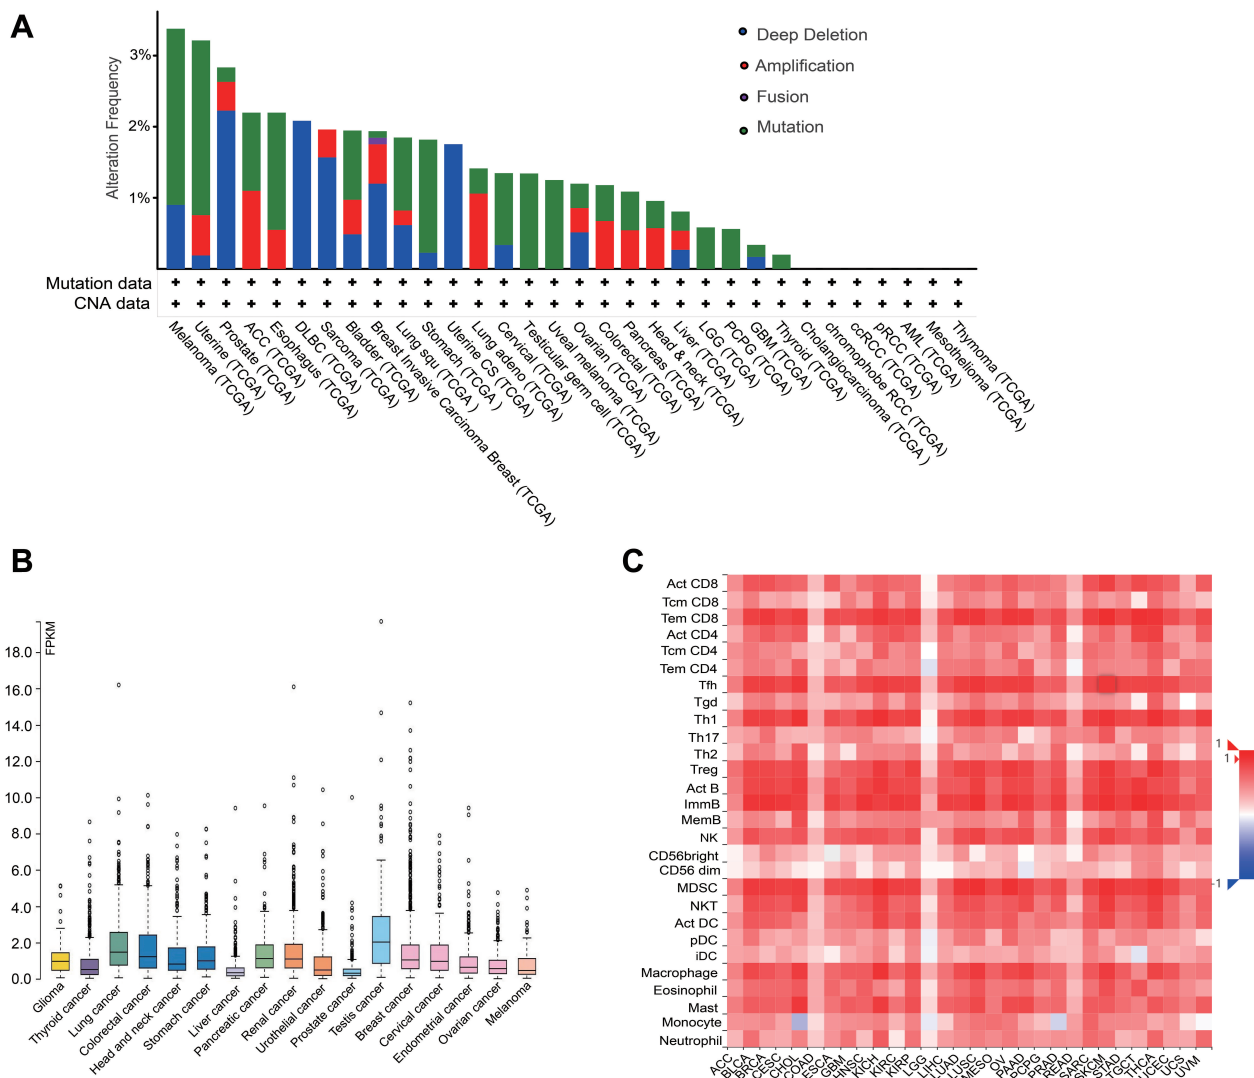 A
Deep Deletion
Amplification
Fusion
Mutation
Alteration Frequency
3%
2%
1%
Mutation data
CNA data
Melanoma (TCGA)
Uterine (TCGA)
Prostate (TCGA)
ACC (TCGA)
Esophagus (TCGA)
DLBC (TCGA)
Sarcoma (TCGA)
Bladder (TCGA)
Breast Invasive Carcinoma Breast (TCGA)
Lung squ (TCGA)
Stomach (TCGA)
Uterine CS (TCGA)
Lung adeno (TCGA)
Cervical (TCGA)
Testicular germ cell (TCGA)
Uveal melanoma (TCGA)
Ovarian (TCGA)
Colorectal (TCGA)
Pancreas (TCGA)
Head & neck (TCGA)
Liver (TCGA)
LGG (TCGA)
PCPG (TCGA)
GBM (TCGA)
Thyroid (TCGA)
Cholangiocarcinoma (TCGA )
chromophobe RCC (TCGA)
ccRCC (TCGA)
pRCC (TCGA)
AML (TCGA)
Mesothelioma (TCGA)
Thymoma (TCGA)
B
FPKM
18.0
16.0
14.0
12.0
10.0
8.0
6.0
4.0
2.0
0.0
Glioma
Thyroid cancer
Lung cancer
Colorectal cancer
Head and neck cancer
Stomach cancer
Liver cancer
Pancreatic cancer
Renal cancer
Urothelial cancer
Prostate cancer
Testis cancer
Breast cancer
Cervical cancer
Endometrial cancer
Ovarian cancer
Melanoma
C
Act CD8
Tcm CD8
Tem CD8
Act CD4
Tcm CD4
Tem CD4
Tfh
Tgd
Th1
Th17
Th2
Treg
Act B
ImmB
MemB
NK
CD56bright
CD56 dim
MDSC
NKT
Act DC
pDC
iDC
Macrophage
Eosinophil
Mast
Monocyte
Neutrophil
ACC
BLCA
BRCA
CESC
CHOL
COAD
ESCA
GBM
HNSC
KICH
KIRC
KIRP
LGG
LIHC
LUAD
LUSC
MESO
OV
PAAD
PCPG
PRAD
READ
SARC
SKCM
STAD
TGCT
THCA
UCEC
UCS
UVM
1
1
-1